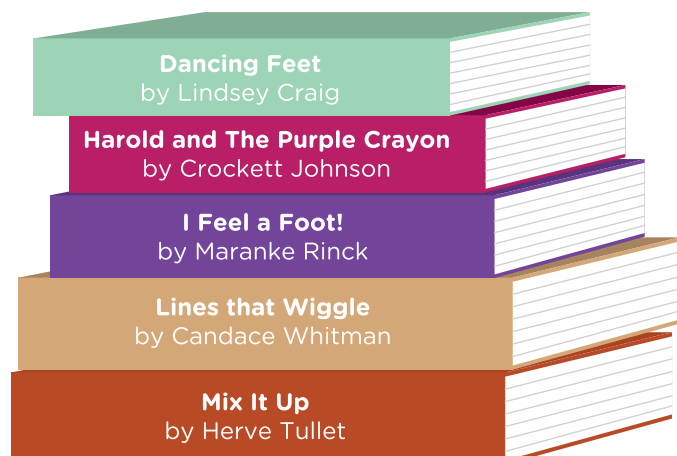 Dancing Feet
by Lindsey Craig
Harold and The Purple Crayon
by Crockett Johnson
I Feel a Foot!
by Maranke Rinck
Lines that Wiggle
by Candace Whitman
Mix It Up
by Herve Tullet